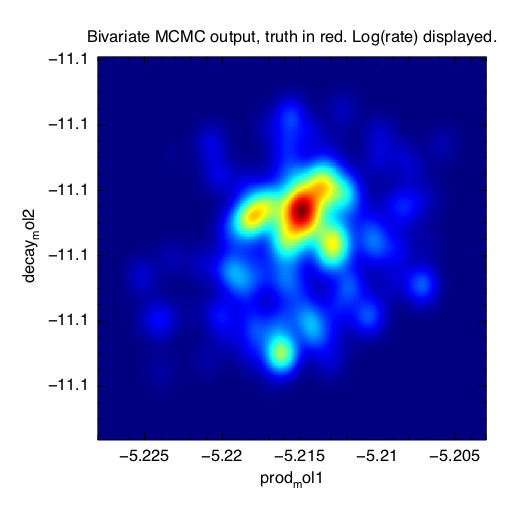 Bivariate MCMC output, truth in red. Log(rate) displayed.
−11.1
−11.1
−11.1
−11.1
−11.1
−11.1
decay_mol2
−5.225 −5.22 −5.215 −5.21 −5.205
prod_mol1